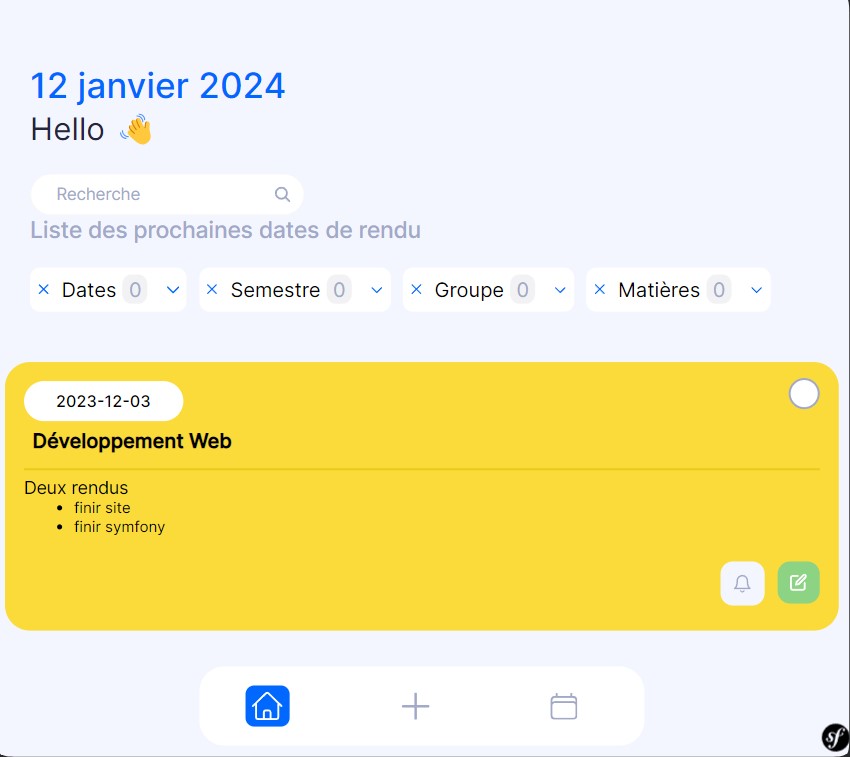 12 janvier 2024
Hello 👋
Recherche
Liste des prochaines dates de rendu
Dates 0
Semestre 0
Groupe 0
Matières 0
2023-12-03
Développement Web
Deux rendus
• finir site
• finir symfony
sf